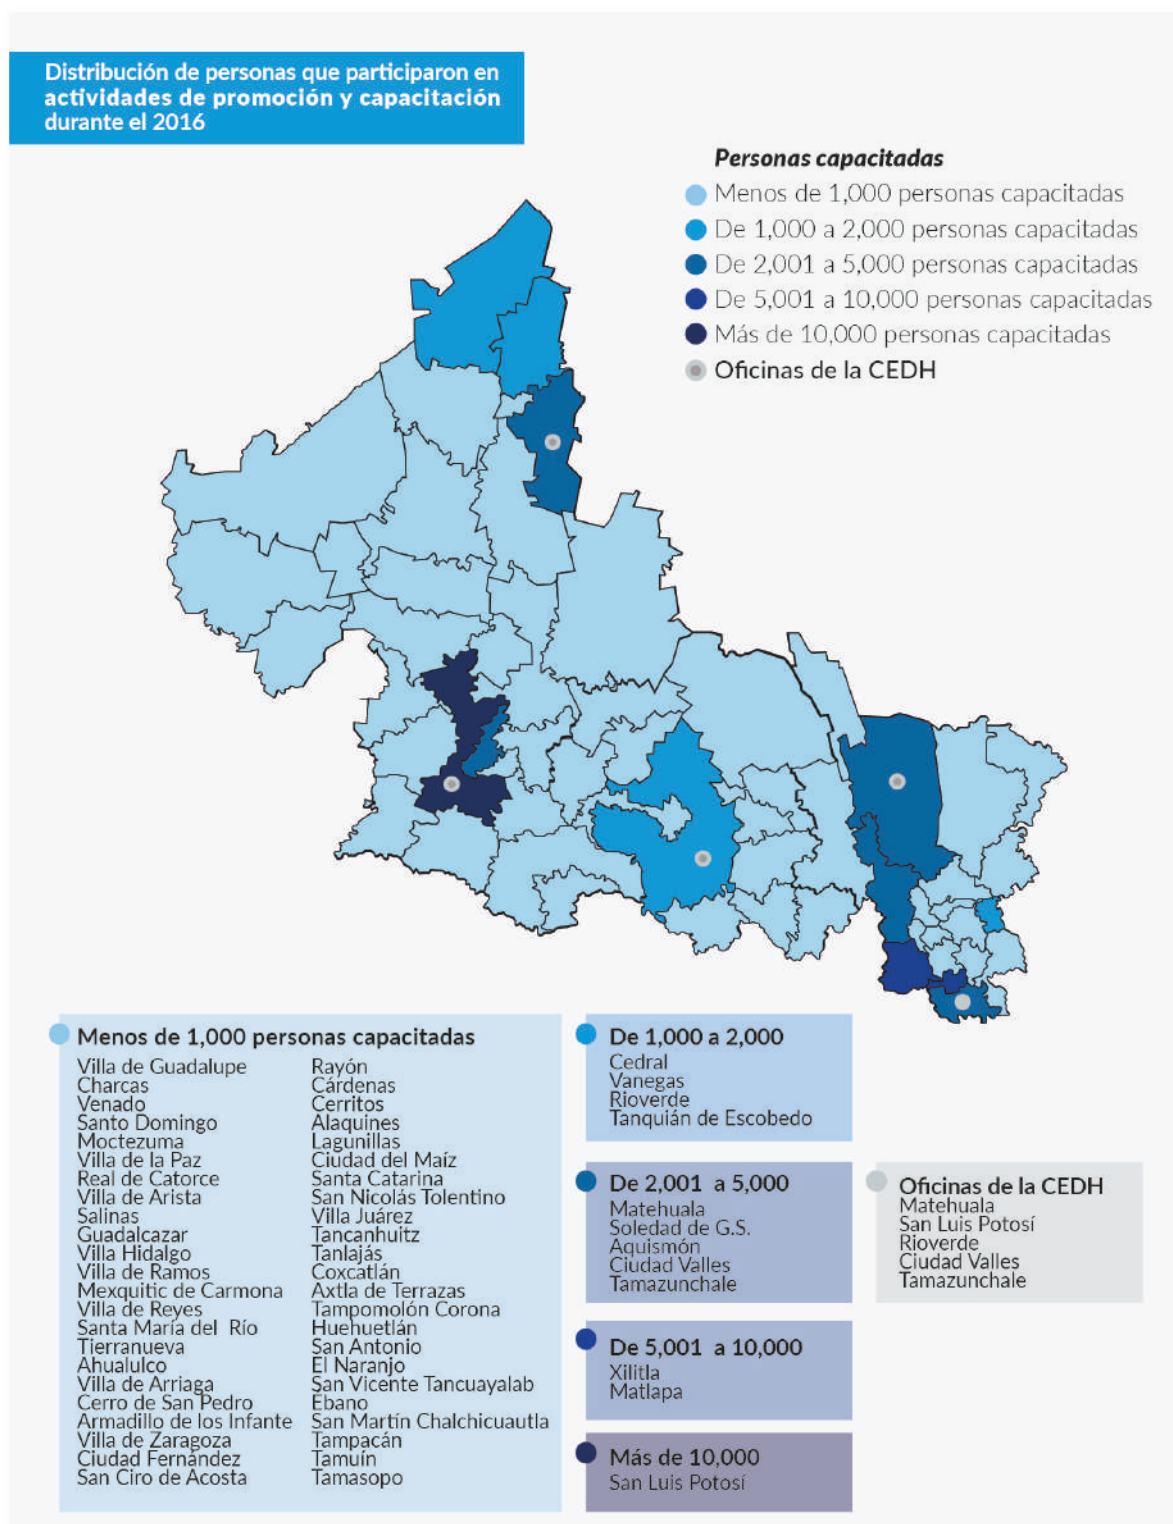 Distribución de personas que participaron en
actividades de promoción y capacitación
durante el 2016
Personas capacitadas
Menos de 1,000 personas capacitadas
De 1,000 a 2,000 personas capacitadas
De 2,001 a 5,000 personas capacitadas
De 5,001 a 10,000 personas capacitadas
Más de 10,000 personas capacitadas
Oficinas de la CEDH
Menos de 1,000 personas capacitadas
Villa de Guadalupe
Charcas
Venado
Santo Domingo
Moctezuma
Villa de la Paz
Real de Catorce
Villa de Arista
Salinas
Guadalcazar
Villa Hidalgo
Villa de Ramos
Mexquitic de Carmona
Villa de Reyes
Santa María del Río
Tierranueva
Ahualulco
Villa de Arriaga
Cerro de San Pedro
Armadillo de los Infante
Villa de Zaragoza
Ciudad Fernández
San Ciro de Acosta
Rayón
Cárdenas
Cerritos
Alaquines
Lagunillas
Ciudad del Maíz
Santa Catarina
San Nicolás Tolentino
Villa Juárez
Tancanhuitz
Tanlajás
Coxcatlán
Axtla de Terrazas
Tampomolón Corona
Huehuetlán
San Antonio
El Naranjo
San Vicente Tancuayalab
Ébano
San Martín Chalchicuautla
Tampacán
Tamuín
Tamasopo
De 1,000 a 2,000
Cedral
Vanegas
Rioverde
Tanquián de Escobedo
De 2,001 a 5,000
Matehuala
Soledad de G.S.
Aquismón
Ciudad Valles
Tamazunchale
De 5,001 a 10,000
Xilitla
Matlapa
Más de 10,000
San Luis Potosí
Oficinas de la CEDH
Matehuala
San Luis Potosí
Rioverde
Ciudad Valles
Tamazunchale